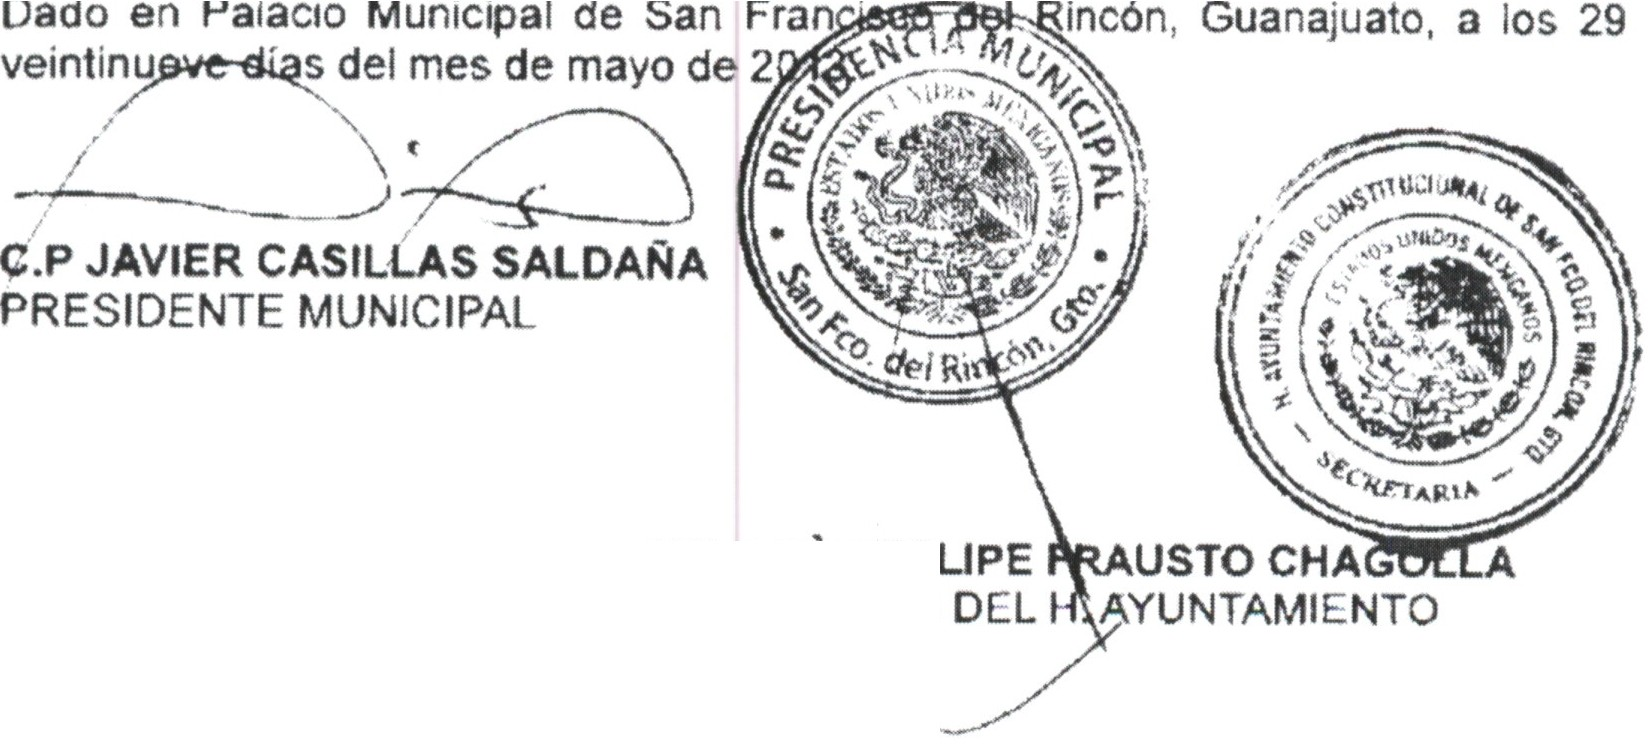 Dado en Palacio Municipal de San Francisco del Rincón, Guanajuato, a los 29
veintinueve días del mes de mayo de
C.P JAVIER CASILLAS SALDAÑA
PRESIDENTE MUNICIPAL
PRESIDENCIA MUNICIPAL
ESTADOS UNIDOS MEXICANOS
San Fco. del Rincón, Gto.
H. AYUNTAMIENTO CONSTITUCIONAL DE SAN FCO. DEL RINCON, GTO.
ESTADOS UNIDOS MEXICANOS
SECRETARIA
LIPE FRAUSTO CHAGOLLA
DEL H. AYUNTAMIENTO